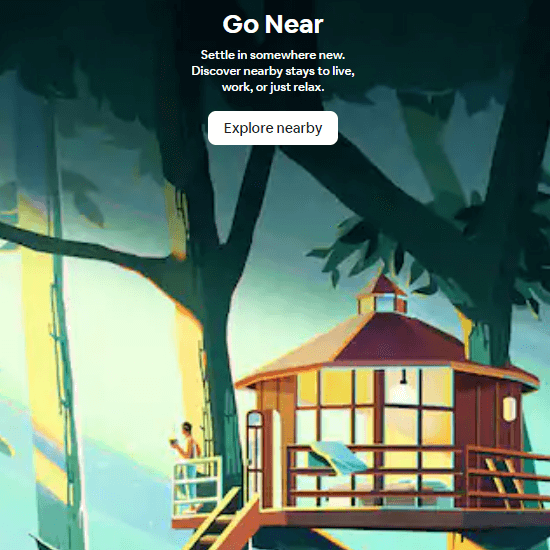 Go Near
Settle in somewhere new.
Discover nearby stays to live,
work, or just relax.
Explore nearby